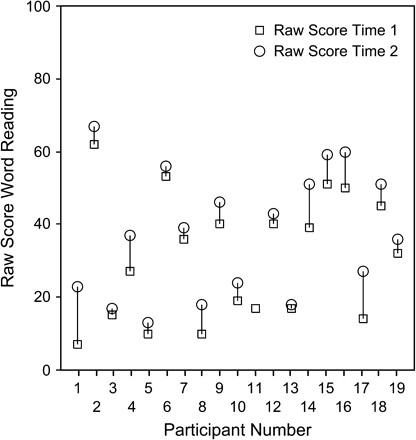 Raw Score Word Reading
100
80
60
40
20
0
Raw Score Time 1
Raw Score Time 2
1 3 5 7 9 11 13 15 17 19
2 4 6 8 10 12 14 16 18
Participant Number